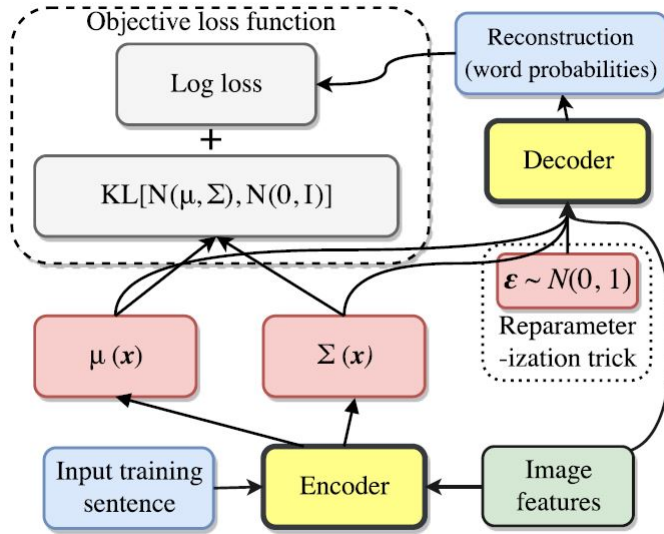 Objective loss function
Log loss
+
KL[N(μ, Σ), N(0, I)]
Reconstruction
(word probabilities)
Decoder
ε ~ N(0, 1)
Reparameter
-ization trick
μ (x)
Σ (x)
Input training
sentence
Encoder
Image
features